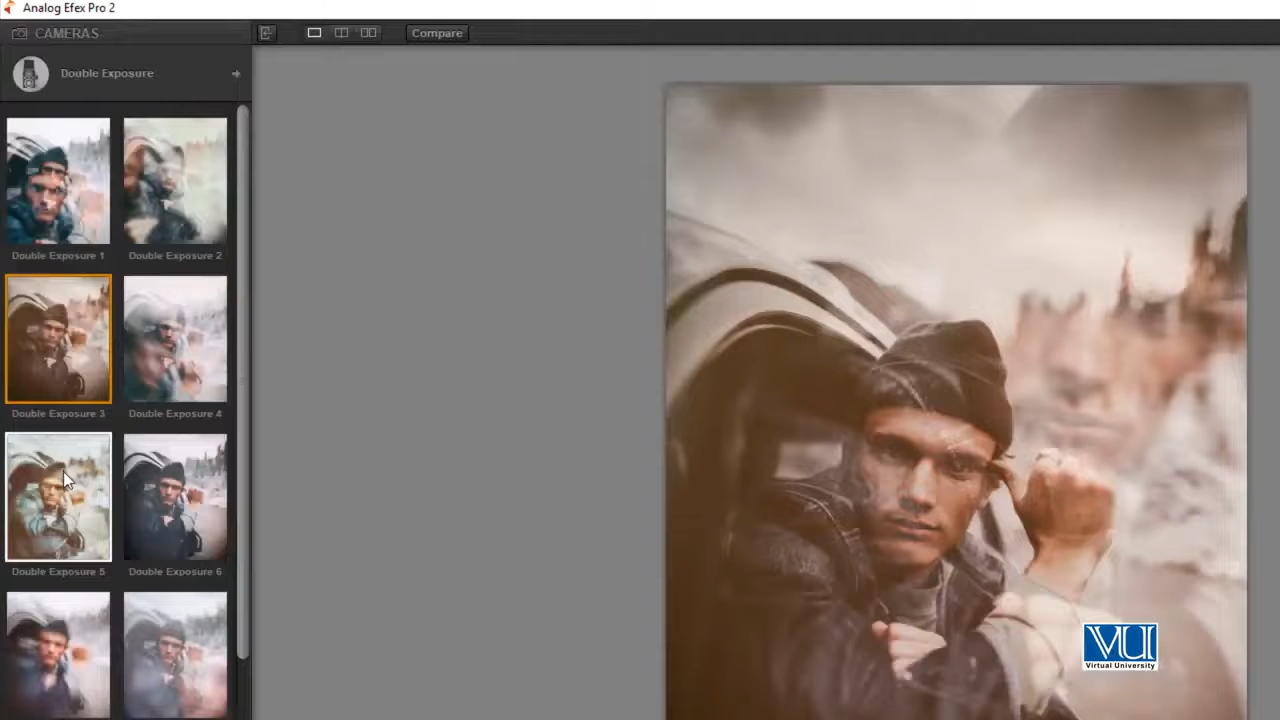 Analog Efex Pro 2
CAMERAS
Compare
Double Exposure
Double Exposure 1
Double Exposure 2
Double Exposure 3
Double Exposure 4
Double Exposure 5
Double Exposure 6
VU
Virtual University